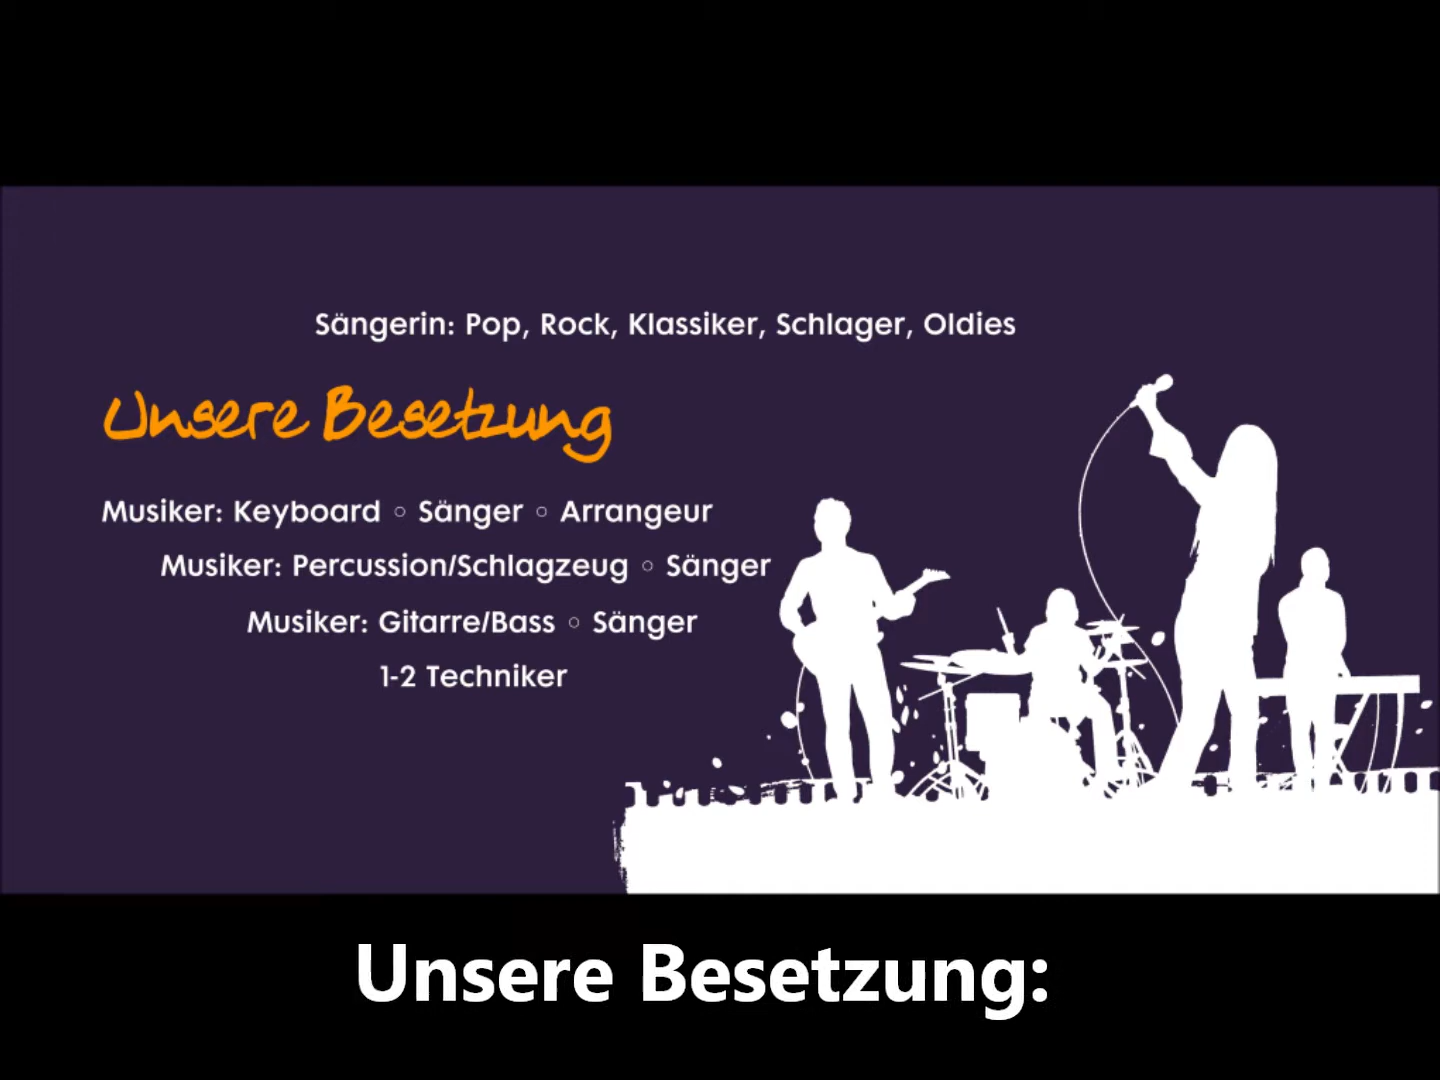 Sängerin: Pop, Rock, Klassiker, Schlager, Oldies
Unsere Besetzung
Musiker: Keyboard ◦ Sänger ◦ Arrangeur
Musiker: Percussion/Schlagzeug ◦ Sänger
Musiker: Gitarre/Bass ◦ Sänger
1-2 Techniker
Unsere Besetzung: